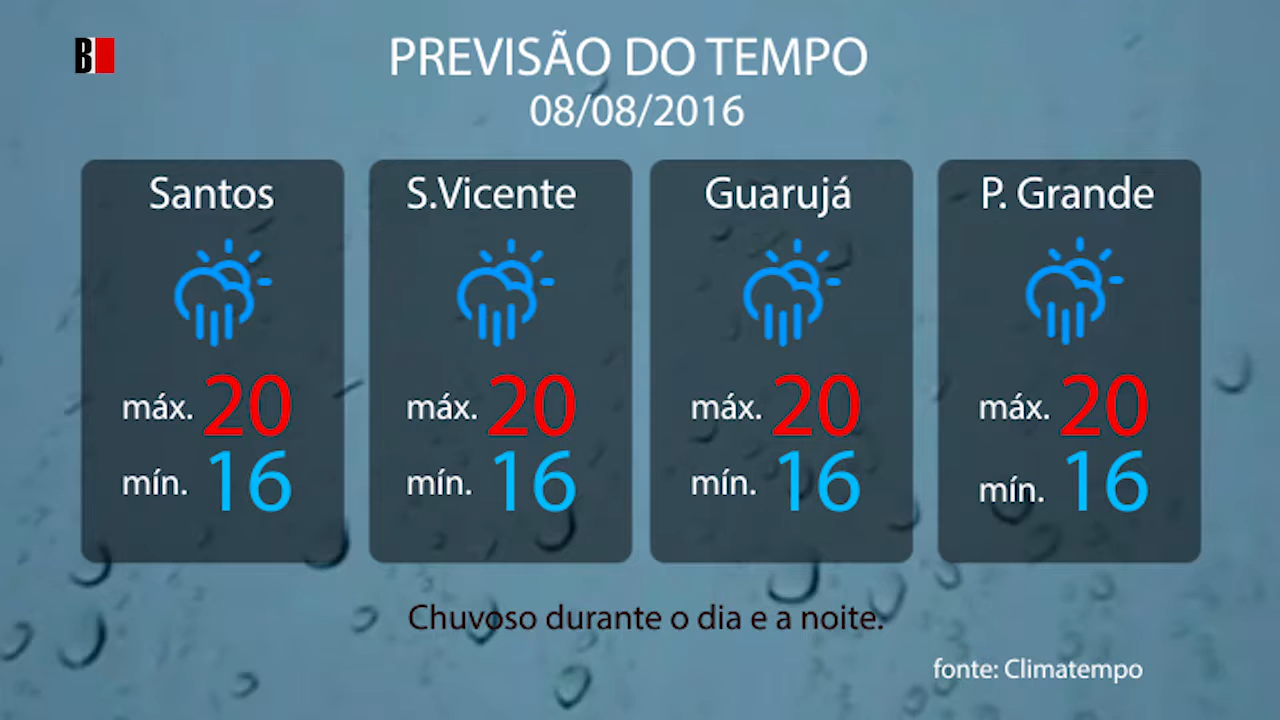 B
PREVISÃO DO TEMPO
08/08/2016
Santos
máx. 20
mín. 16
S.Vicente
máx. 20
mín. 16
Guarujá
máx. 20
mín. 16
P. Grande
máx. 20
mín. 16
Chuvoso durante o dia e a noite.
fonte: Climatempo